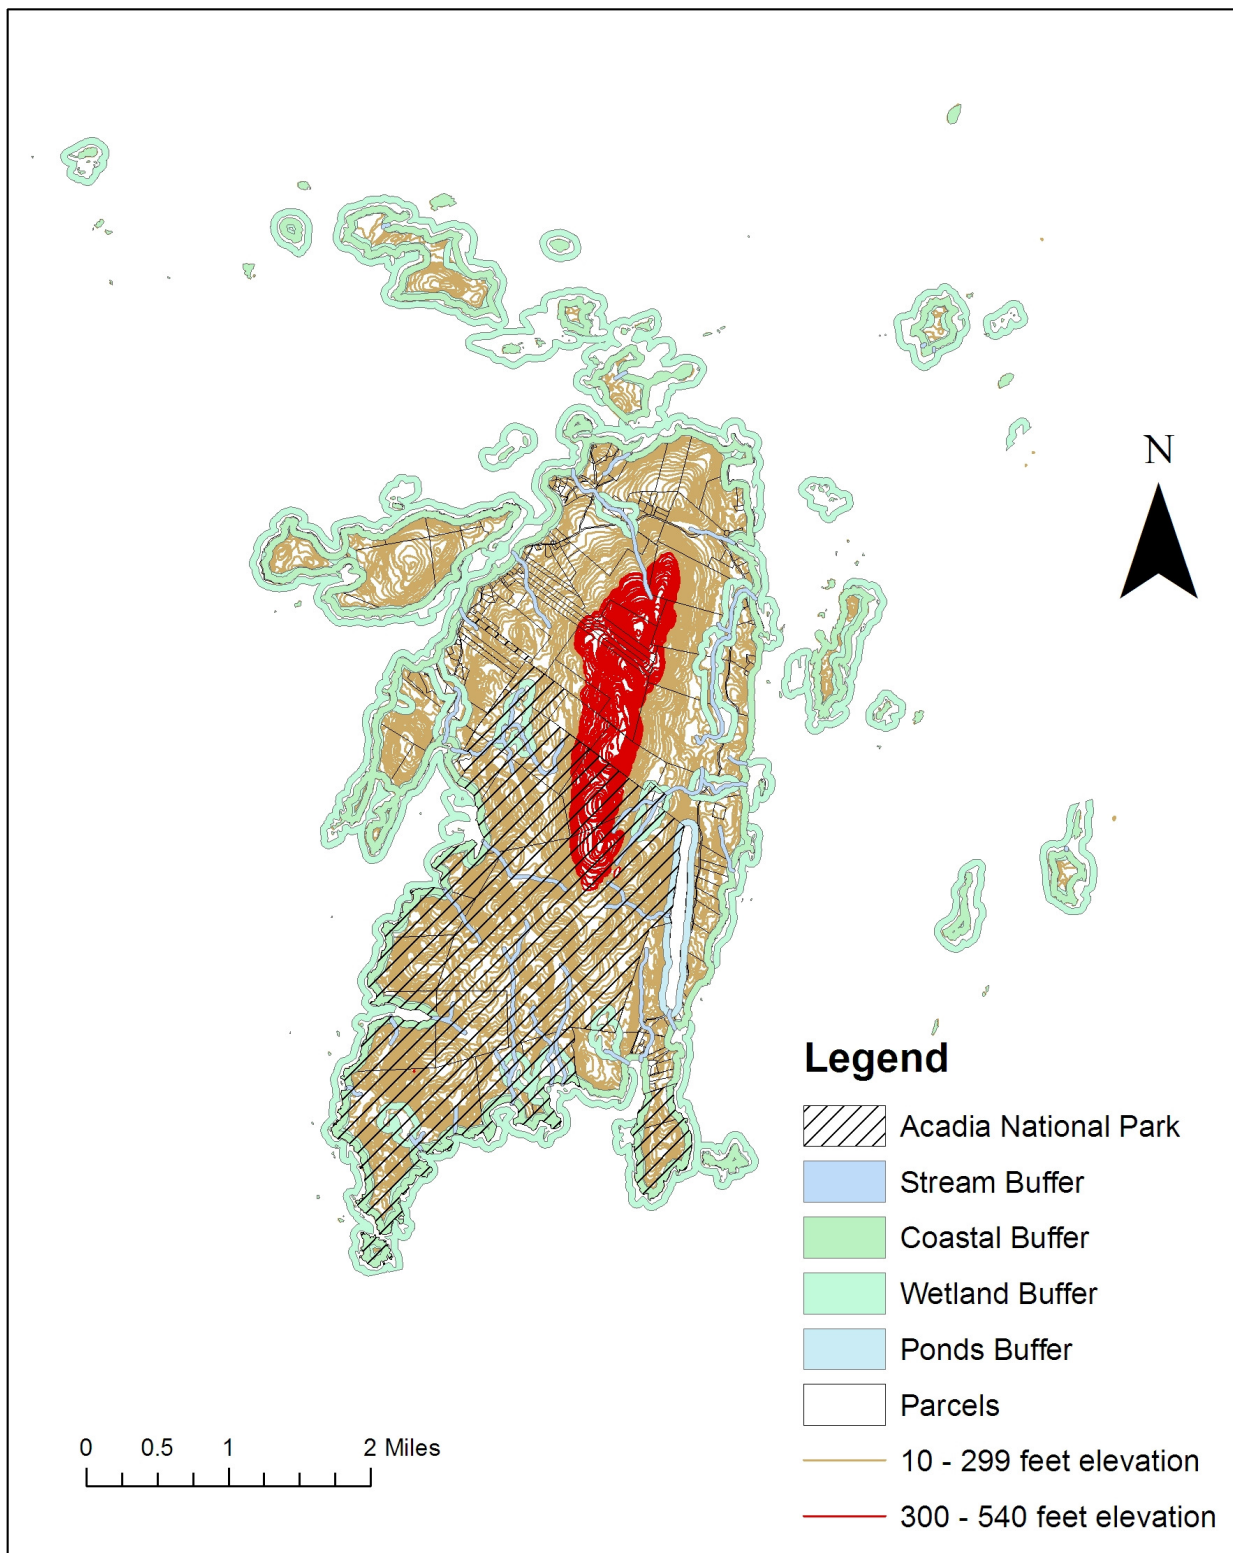 N
Legend
Acadia National Park
Stream Buffer
Coastal Buffer
Wetland Buffer
Ponds Buffer
Parcels
10 - 299 feet elevation
300 - 540 feet elevation
0 0.5 1 2 Miles